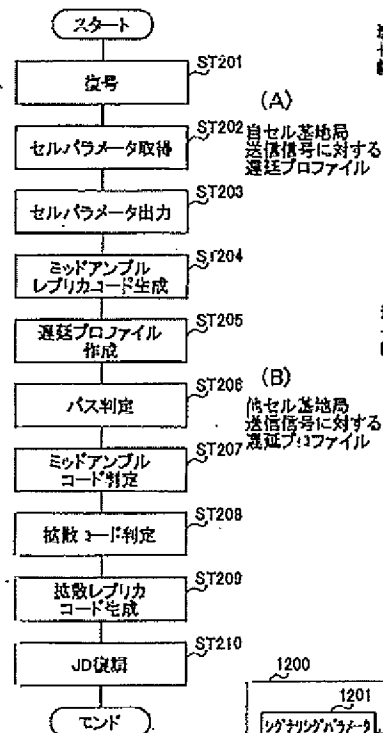 スタート
ST201
復号
ST202
セルパラメータ取得
ST203
セルパラメータ出力
ST204
ミッドアンブル
レプリカコード生成
ST205
遅延プロファイル
作成
ST206
パス判定
ST207
ミッドアンブル
コード判定
ST208
拡散コード判定
ST209
拡散レプリカ
コード生成
ST210
JD復調
エンド
(A)
自セル基地局
送信信号に対する
遅延プロファイル
(B)
他セル基地局
送信信号に対する
遅延プロファイル
1200
1201
シグナリングパラメータ